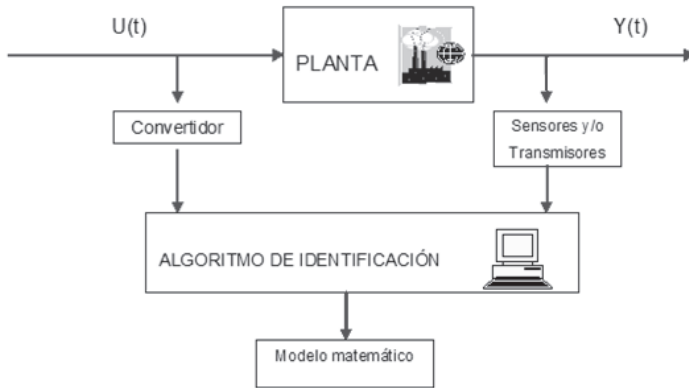 U(t)
Y(t)
PLANTA
Convertidor
Sensores y/o
Transmisores
ALGORITMO DE IDENTIFICACIÓN
Modelo matemático